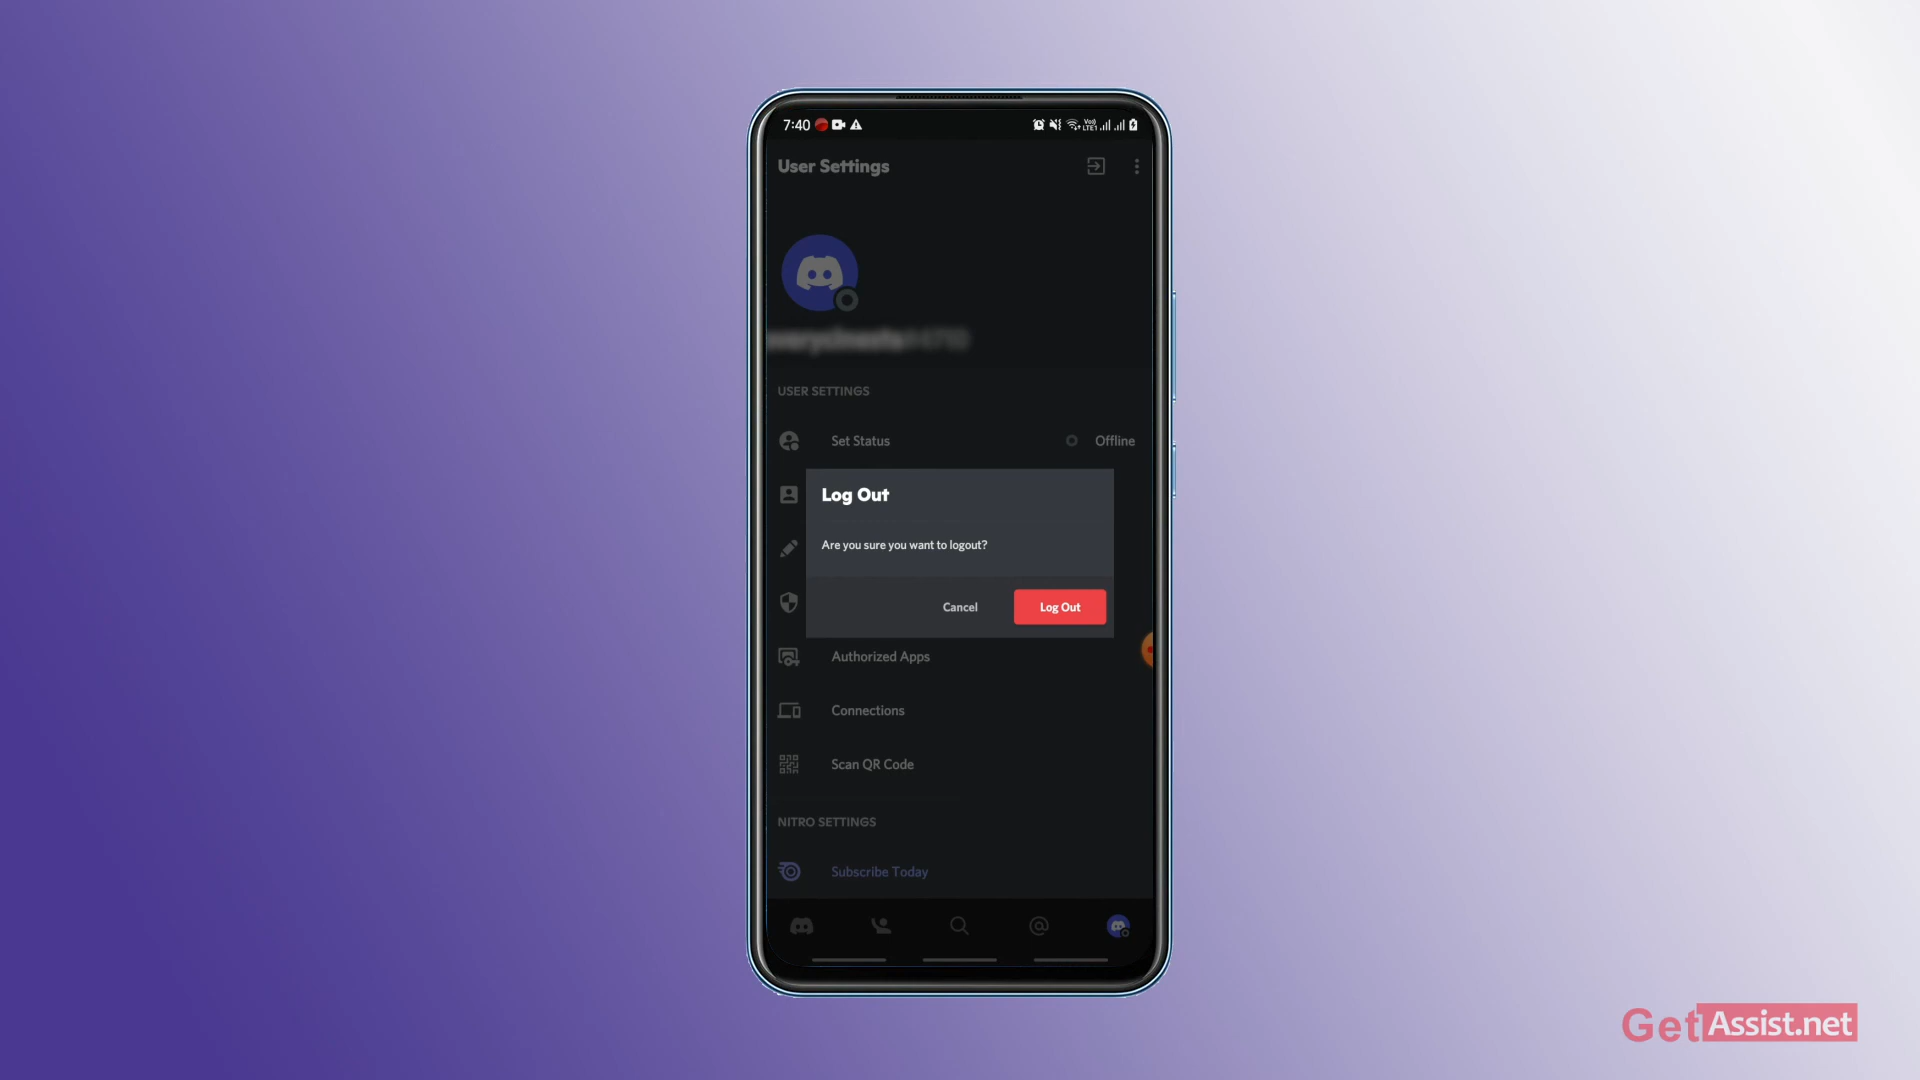 7:40
User Settings
USER SETTINGS
Set Status
Offline
Log Out
Are you sure you want to logout?
Cancel
Log Out
Authorized Apps
Connections
Scan QR Code
NITRO SETTINGS
Subscribe Today
GetAssist.net